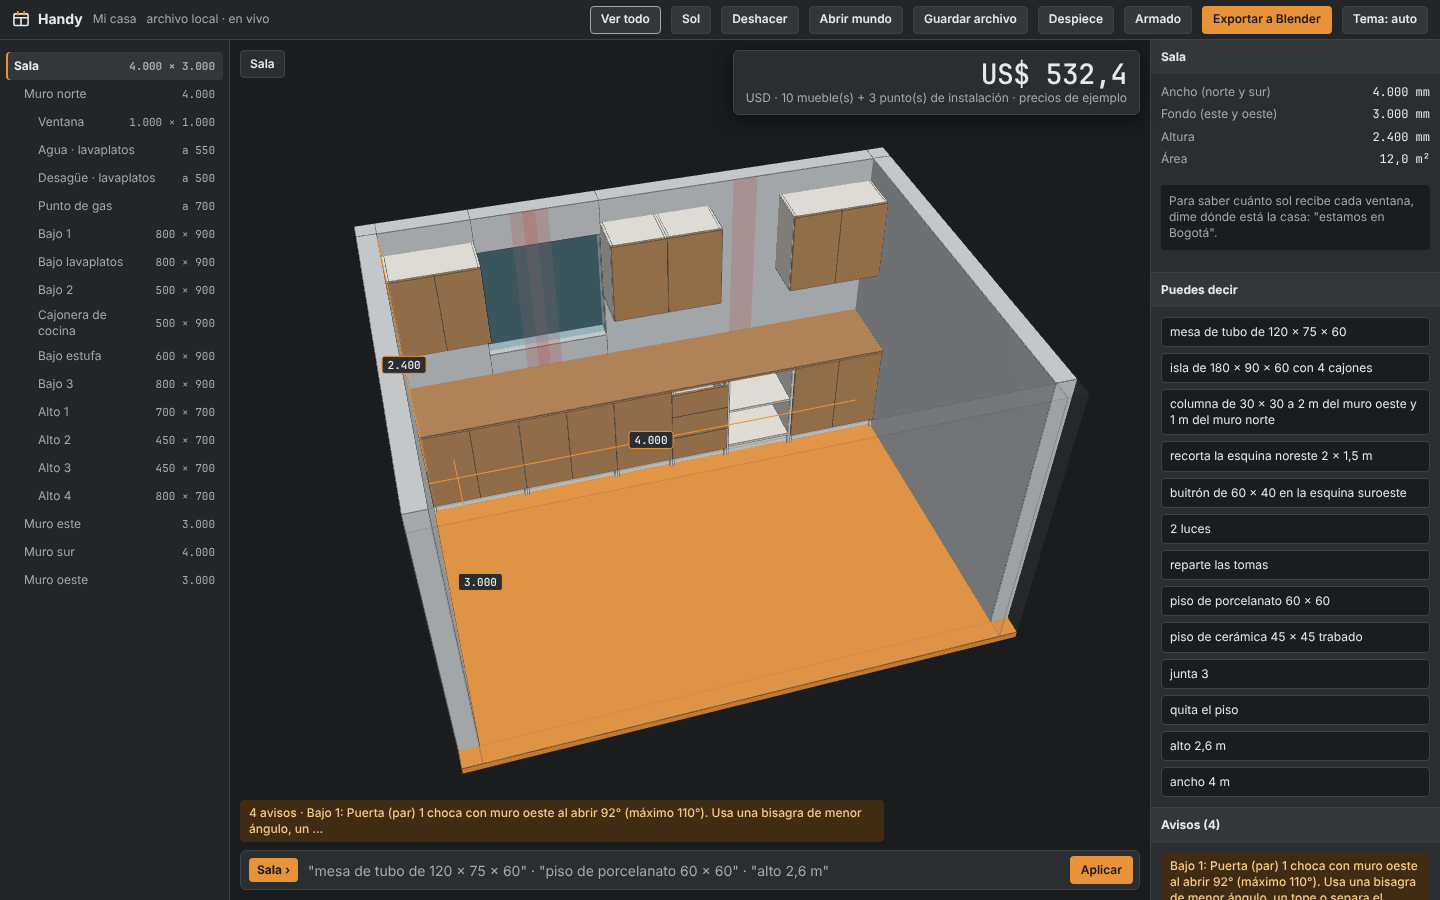 Handy Mi casa archivo local · en vivo
Ver todo Sol Deshacer Abrir mundo Guardar archivo Despiece Armado Exportar a Blender Tema: auto
Sala 4.000 × 3.000
Muro norte 4.000
Ventana 1.000 × 1.000
Agua · lavaplatos a 550
Desagüe · lavaplatos a 500
Punto de gas a 700
Bajo 1 800 × 900
Bajo lavaplatos 800 × 900
Bajo 2 500 × 900
Cajonera de
cocina 500 × 900
Bajo estufa 600 × 900
Bajo 3 800 × 900
Alto 1 700 × 700
Alto 2 450 × 700
Alto 3 450 × 700
Alto 4 800 × 700
Muro este 3.000
Muro sur 4.000
Muro oeste 3.000
Sala
US$ 532,4
USD · 10 mueble(s) + 3 punto(s) de instalación · precios de ejemplo
2.400
4.000
3.000
4 avisos · Bajo 1: Puerta (par) 1 choca con muro oeste al abrir 92° (máximo 110°). Usa una bisagra de menor
ángulo, un ...
Sala › "mesa de tubo de 120 × 75 × 60" · "piso de porcelanato 60 × 60" · "alto 2,6 m" Aplicar
Sala
Ancho (norte y sur) 4.000 mm
Fondo (este y oeste) 3.000 mm
Altura 2.400 mm
Área 12,0 m²
Para saber cuánto sol recibe cada ventana,
dime dónde está la casa: "estamos en
Bogotá".
Puedes decir
mesa de tubo de 120 × 75 × 60
isla de 180 × 90 × 60 con 4 cajones
columna de 30 × 30 a 2 m del muro oeste y
1 m del muro norte
recorta la esquina noreste 2 × 1,5 m
buitrón de 60 × 40 en la esquina suroeste
2 luces
reparte las tomas
piso de porcelanato 60 × 60
piso de cerámica 45 × 45 trabado
junta 3
quita el piso
alto 2,6 m
ancho 4 m
Avisos (4)
Bajo 1: Puerta (par) 1 choca con muro oeste
al abrir 92° (máximo 110°). Usa una bisagra
de menor ángulo, un tope o separa el